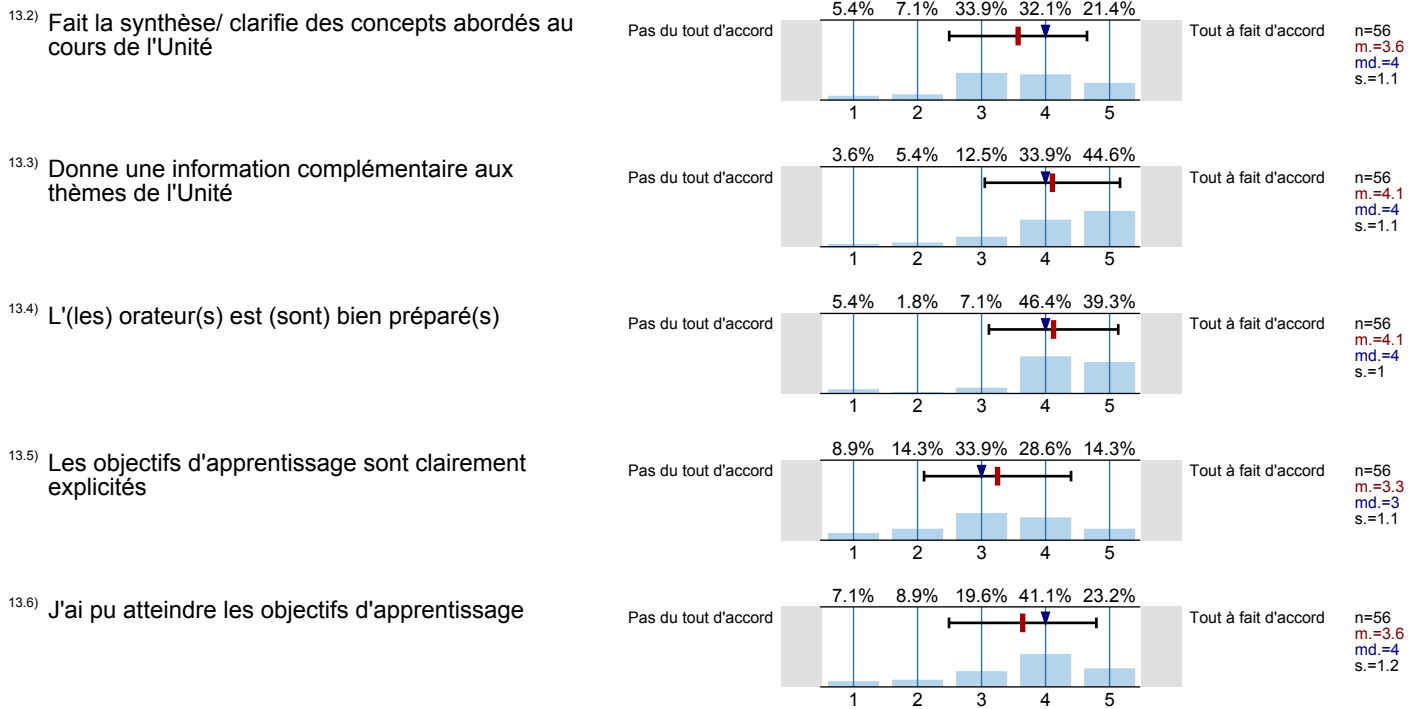 13.2) Fait la synthèse/ clarifie des concepts abordés au
cours de l'Unité
Pas du tout d'accord
5.4% 7.1% 33.9% 32.1% 21.4%
1 2 3 4 5
Tout à fait d'accord
n=56
m.=3.6
md.=4
s.=1.1
13.3) Donne une information complémentaire aux
thèmes de l'Unité
Pas du tout d'accord
3.6% 5.4% 12.5% 33.9% 44.6%
1 2 3 4 5
Tout à fait d'accord
n=56
m.=4.1
md.=4
s.=1.1
13.4) L'(les) orateur(s) est (sont) bien préparé(s)
Pas du tout d'accord
5.4% 1.8% 7.1% 46.4% 39.3%
1 2 3 4 5
Tout à fait d'accord
n=56
m.=4.1
md.=4
s.=1
13.5) Les objectifs d'apprentissage sont clairement
explicités
Pas du tout d'accord
8.9% 14.3% 33.9% 28.6% 14.3%
1 2 3 4 5
Tout à fait d'accord
n=56
m.=3.3
md.=3
s.=1.1
13.6) J'ai pu atteindre les objectifs d'apprentissage
Pas du tout d'accord
7.1% 8.9% 19.6% 41.1% 23.2%
1 2 3 4 5
Tout à fait d'accord
n=56
m.=3.6
md.=4
s.=1.2